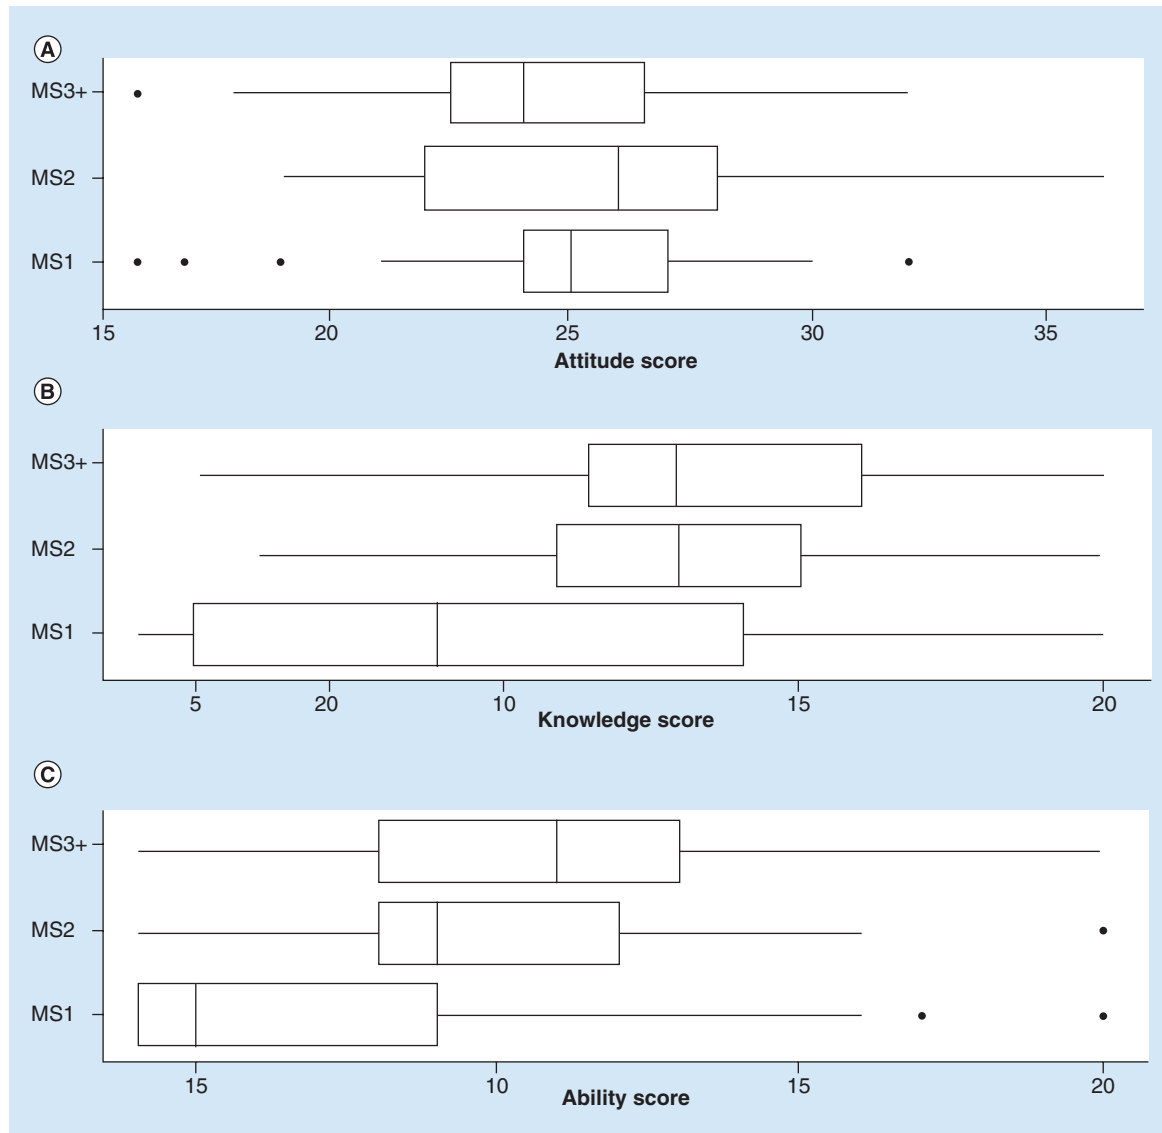 A
MS3+
MS2
MS1
15 20 25 30 35
Attitude score
B
MS3+
MS2
MS1
5 20 10 15 20
Knowledge score
C
MS3+
MS2
MS1
15 10 15 20
Ability score